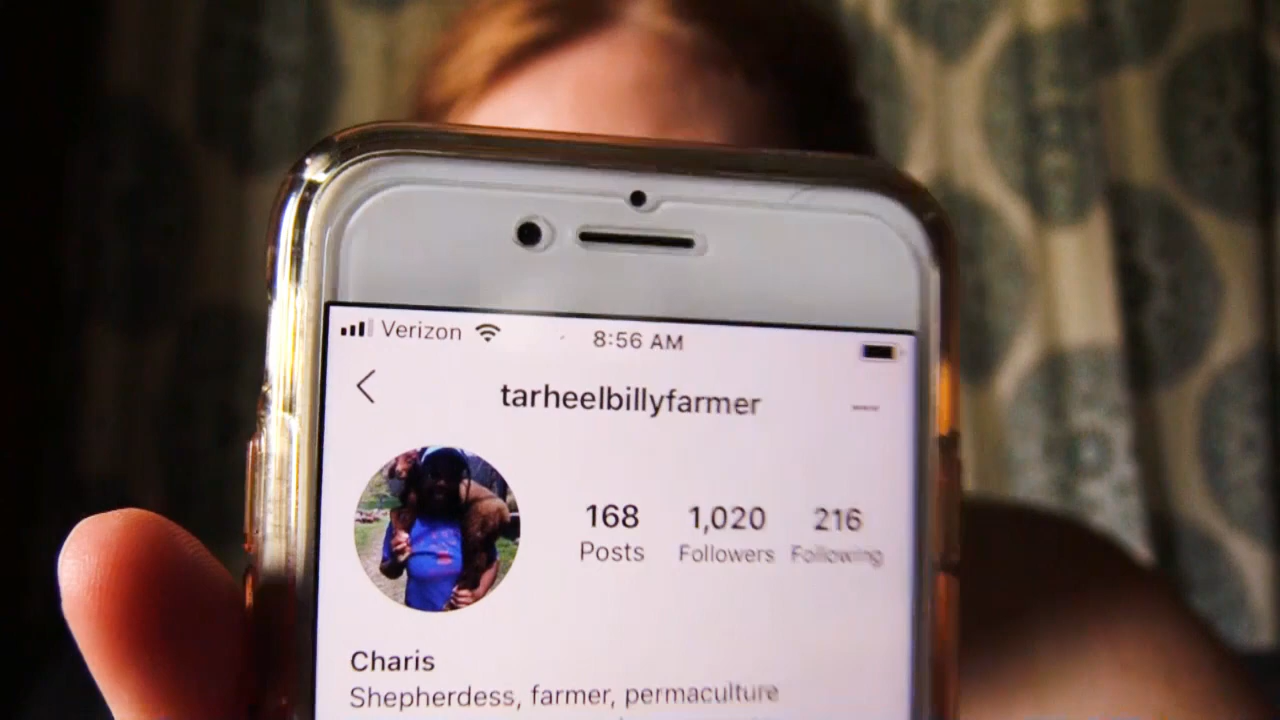 Verizon 8:56 AM
tarheelbillyfarmer
168 1,020 216
Posts Followers Following
Charis
Shepherdess, farmer, permaculture